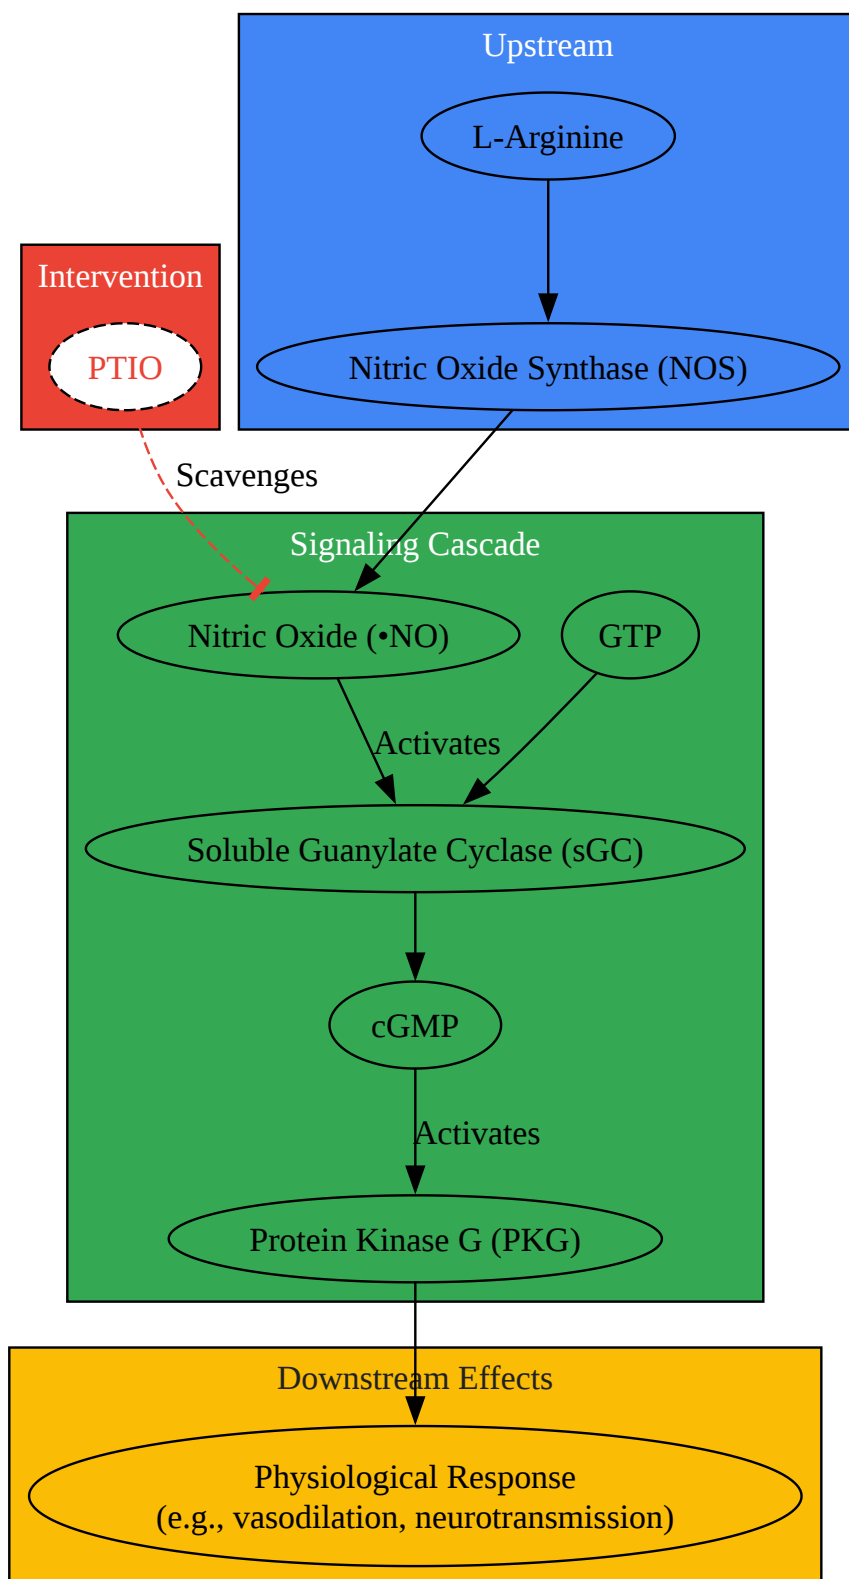 Upstream
L-Arginine
Intervention
PTIO
Nitric Oxide Synthase (NOS)
Scavenges
Signaling Cascade
Nitric Oxide (•NO)
GTP
Activates
Soluble Guanylate Cyclase (sGC)
cGMP
Activates
Protein Kinase G (PKG)
Downstream Effects
Physiological Response
(e.g., vasodilation, neurotransmission)